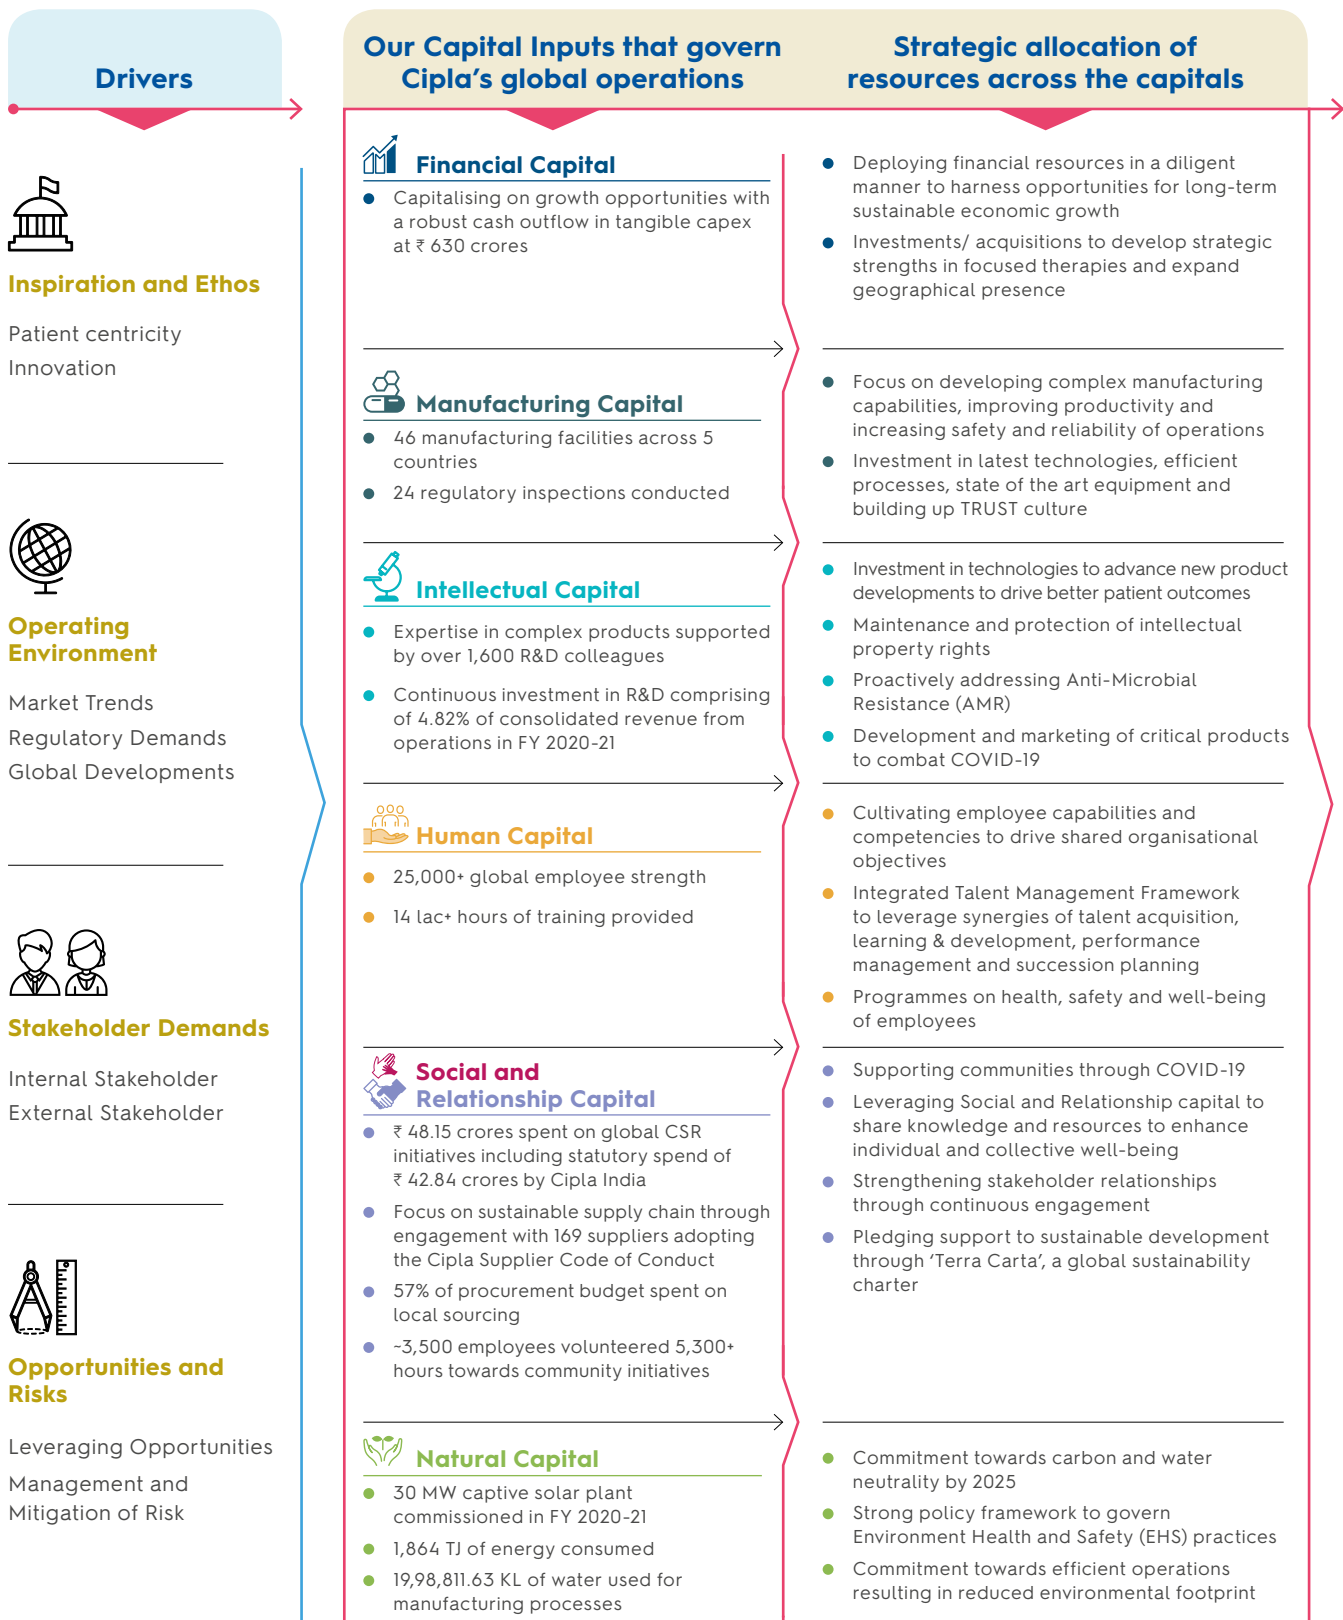 Drivers
Inspiration and Ethos
Patient centricity
Innovation
Operating
Environment
Market Trends
Regulatory Demands
Global Developments
Stakeholder Demands
Internal Stakeholder
External Stakeholder
Opportunities and
Risks
Leveraging Opportunities
Management and
Mitigation of Risk
Our Capital Inputs that govern
Cipla's global operations
Strategic allocation of
resources across the capitals
Financial Capital
Capitalising on growth opportunities with
a robust cash outflow in tangible capex
at ₹ 630 crores
Deploying financial resources in a diligent
manner to harness opportunities for long-term
sustainable economic growth
Investments/ acquisitions to develop strategic
strengths in focused therapies and expand
geographical presence
Manufacturing Capital
46 manufacturing facilities across 5
countries
24 regulatory inspections conducted
Focus on developing complex manufacturing
capabilities, improving productivity and
increasing safety and reliability of operations
Investment in latest technologies, efficient
processes, state of the art equipment and
building up TRUST culture
Intellectual Capital
Expertise in complex products supported
by over 1,600 R&D colleagues
Continuous investment in R&D comprising
of 4.82% of consolidated revenue from
operations in FY 2020-21
Investment in technologies to advance new product
developments to drive better patient outcomes
Maintenance and protection of intellectual
property rights
Proactively addressing Anti-Microbial
Resistance (AMR)
Development and marketing of critical products
to combat COVID-19
Human Capital
25,000+ global employee strength
14 lac+ hours of training provided
Cultivating employee capabilities and
competencies to drive shared organisational
objectives
Integrated Talent Management Framework
to leverage synergies of talent acquisition,
learning & development, performance
management and succession planning
Programmes on health, safety and well-being
of employees
Social and
Relationship Capital
₹ 48.15 crores spent on global CSR
initiatives including statutory spend of
₹ 42.84 crores by Cipla India
Focus on sustainable supply chain through
engagement with 169 suppliers adopting
the Cipla Supplier Code of Conduct
57% of procurement budget spent on
local sourcing
~3,500 employees volunteered 5,300+
hours towards community initiatives
Supporting communities through COVID-19
Leveraging Social and Relationship capital to
share knowledge and resources to enhance
individual and collective well-being
Strengthening stakeholder relationships
through continuous engagement
Pledging support to sustainable development
through 'Terra Carta', a global sustainability
charter
Natural Capital
30 MW captive solar plant
commissioned in FY 2020-21
1,864 TJ of energy consumed
19,98,811.63 KL of water used for
manufacturing processes
Commitment towards carbon and water
neutrality by 2025
Strong policy framework to govern
Environment Health and Safety (EHS) practices
Commitment towards efficient operations
resulting in reduced environmental footprint